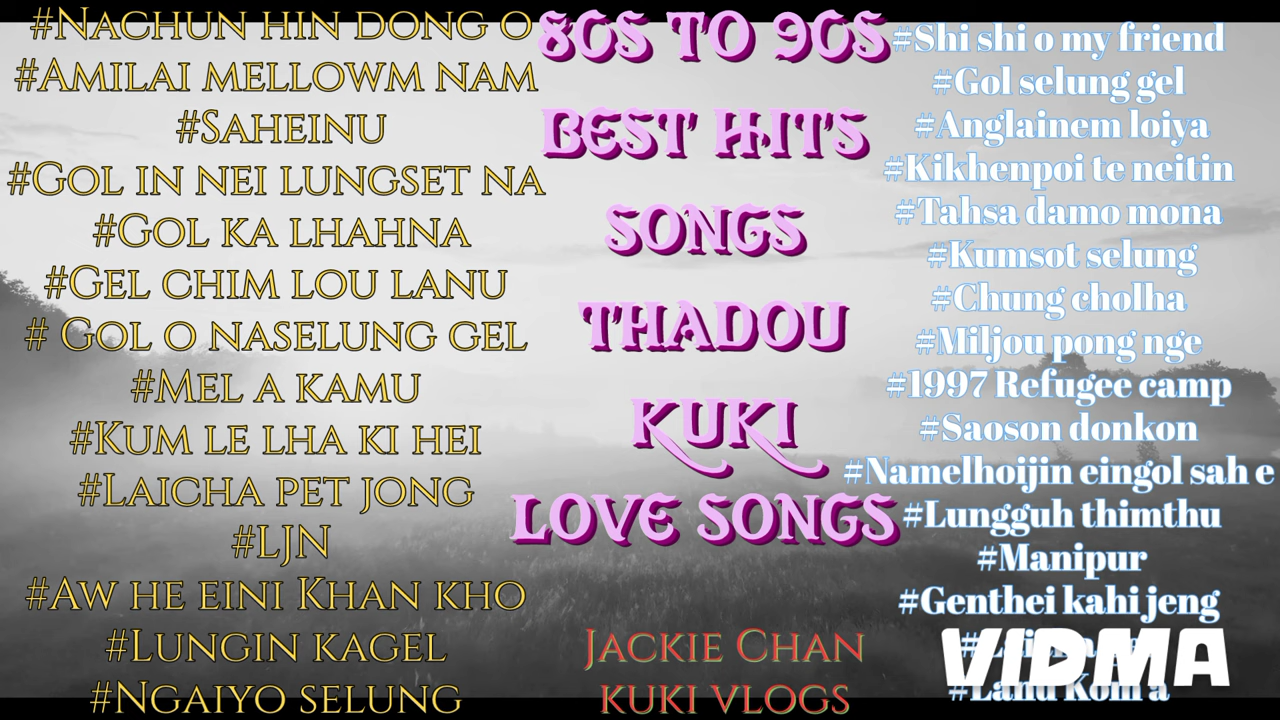 #Nachun hin dong o
#Amilai mellowm nam
#Saheinu
#Gol in nei lungset na
#Gol ka lhahna
#Gel chim lou lanu
# Gol o naselung gel
#Mel a kamu
#Kum le lha ki hei
#Laicha pet jong
#LJN
#Aw he eini Khan kho
#Lungin kagel
#Ngaiyo selung
80s to 90s
Best Hits
Songs
Thadou
Kuki
Love Songs
Jackie Chan
kuki vlogs
#Shi shi o my friend
#Gol selung gel
#Anglainem loiya
#Kikhenpoi te neitin
#Tahsa damo mona
#Kumsot selung
#Chung cholha
#Miljou pong nge
#1997 Refugee camp
#Saoson donkon
#Namelhoijin eingol sah e
#Lungguh thimthu
#Manipur
#Genthei kahi jeng
#Lanu Kom a
VIDMA